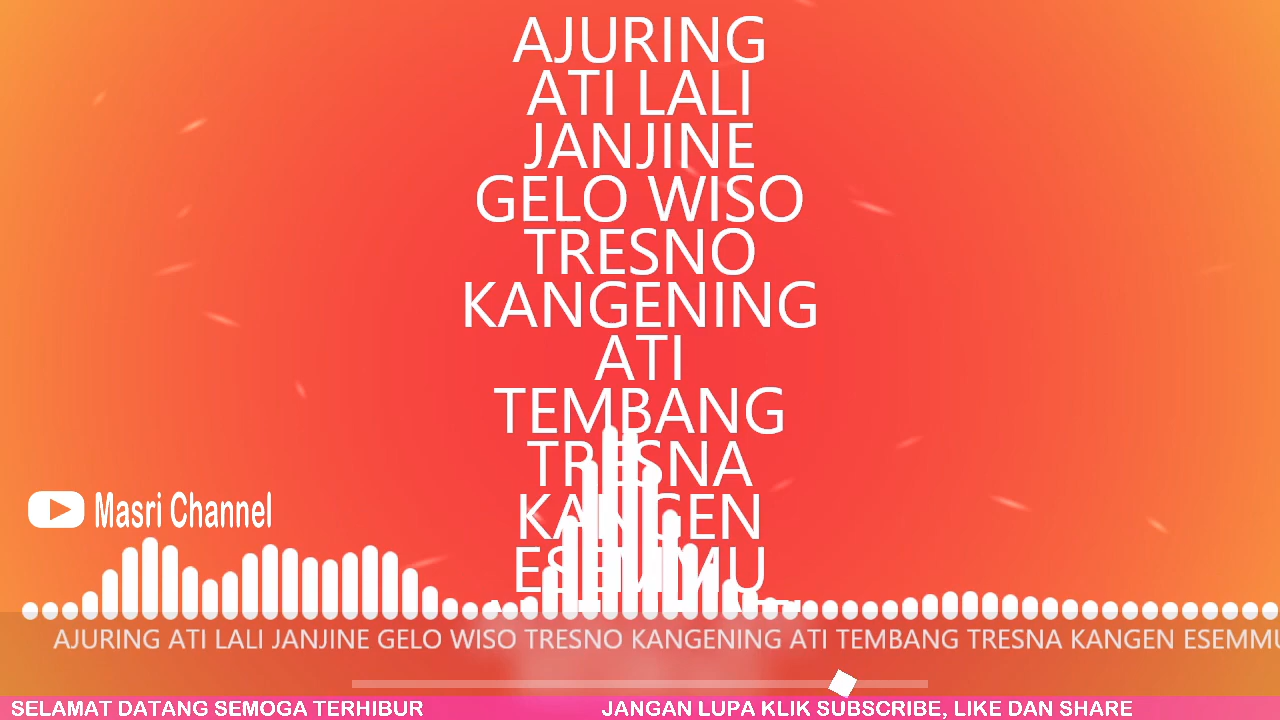 AJURING
ATI LALI
JANJINE
GELO WISO
TRESNO
KANGENING
ATI
TEMBANG
TRESNA
KANGEN
ESEMMU
Masri Channel
AJURING ATI LALI JANJINE GELO WISO TRESNO KANGENING ATI TEMBANG TRESNA KANGEN ESEMMU
SELAMAT DATANG SEMOGA TERHIBUR
JANGAN LUPA KLIK SUBSCRIBE, LIKE DAN SHARE